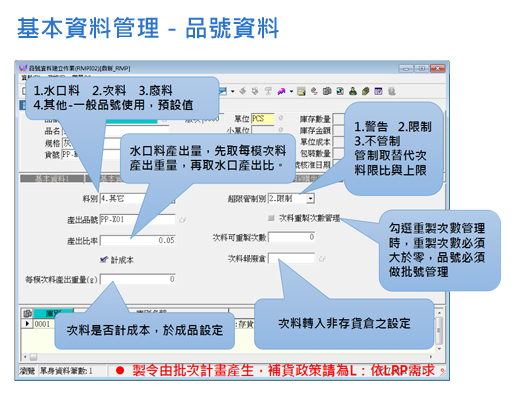 基本資料管理 - 品號資料
品號資料建立作業(RMPI02)[首新_RMP]
1.水口料 2.次料 3.廢料
4.其他-一般品號使用，預設值
單位 PCS
庫存數量
品名
小單位
庫存金額
規格
單位成本
貨號 PP-
包裝數量
水口料產出量，先取每模次料
產出重量，再取水口產出比。
1.警告 2.限制
3.不管制
管制取替代次
料限比與上限
料別 4.其它
超限管制別 2.限制
產出品號 PP-X01
次料重製次數管理
產出比率 0.05
次料可重製次數 0
計成本
次料歸廢倉
每模次料產出重量(g) 0
勾選重製次數管理
時，重製次數必須
大於零，品號必須
做批號管理
0001
次料是否計成本，於成品設定
次料轉入非存貨倉之設定
瀏覽 單身資料筆數:1
● 製令由批次計畫產生，補貨政策請為L：依LRP需求